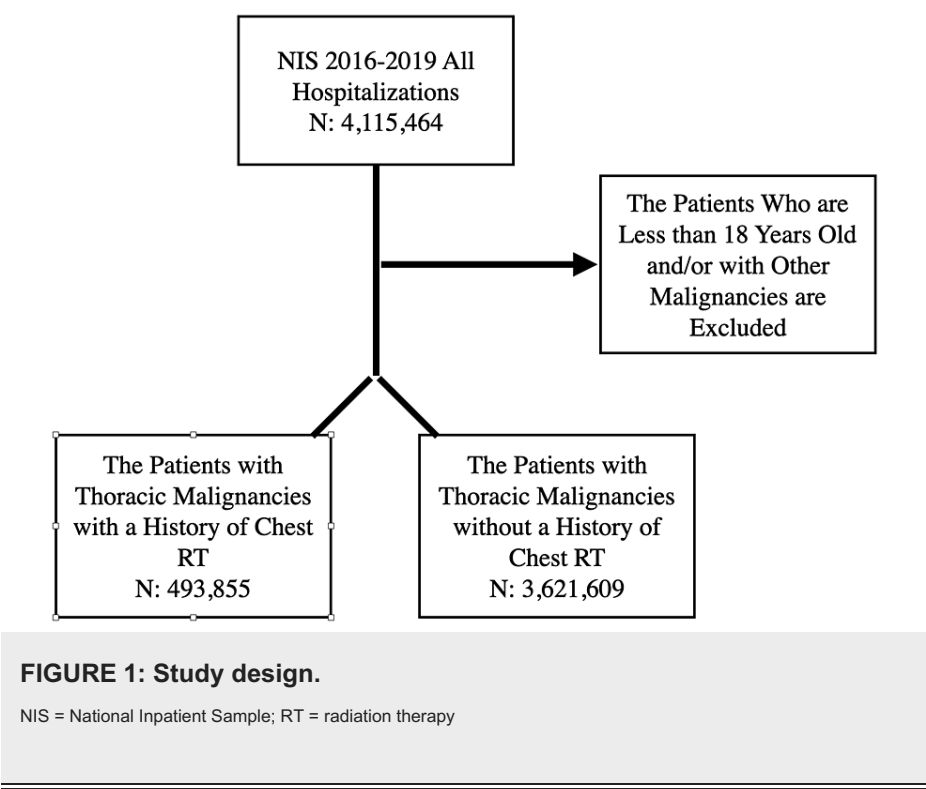 NIS 2016-2019 All
Hospitalizations
N: 4,115,464
The Patients Who are
Less than 18 Years Old
and/or with Other
Malignancies are
Excluded
The Patients with
Thoracic Malignancies
with a History of Chest
RT
N: 493,855
The Patients with
Thoracic Malignancies
without a History of
Chest RT
N: 3,621,609
FIGURE 1: Study design.
NIS = National Inpatient Sample; RT = radiation therapy